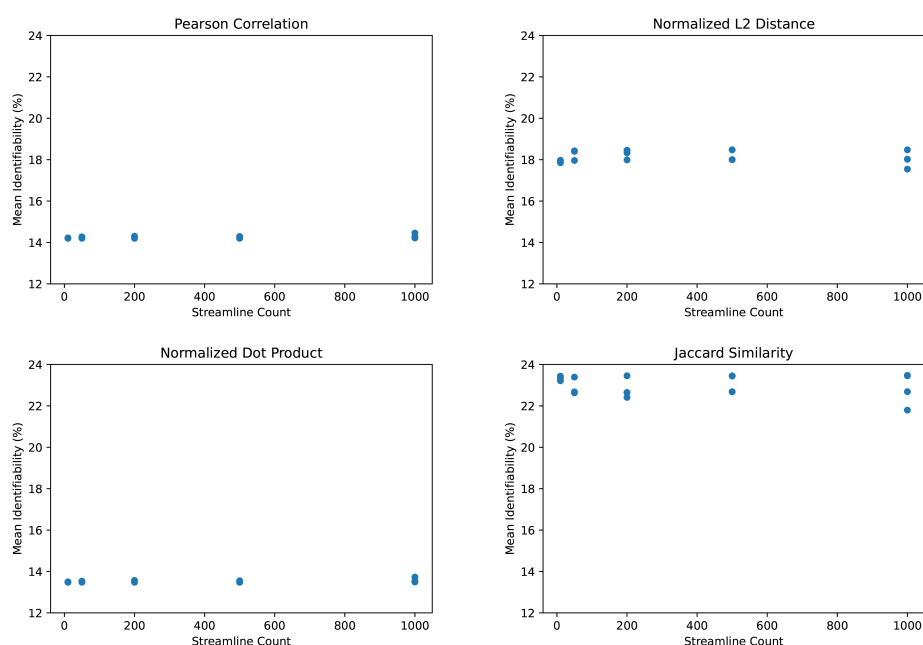 Pearson Correlation
24
22
20
18
16
14
12
Mean Identifiability (%)
0 200 400 600 800 1000
Streamline Count
Normalized L2 Distance
24
22
20
18
16
14
12
Mean Identifiability (%)
0 200 400 600 800 1000
Streamline Count
Normalized Dot Product
24
22
20
18
16
14
12
Mean Identifiability (%)
0 200 400 600 800 1000
Streamline Count
Jaccard Similarity
24
22
20
18
16
14
12
Mean Identifiability (%)
0 200 400 600 800 1000
Streamline Count